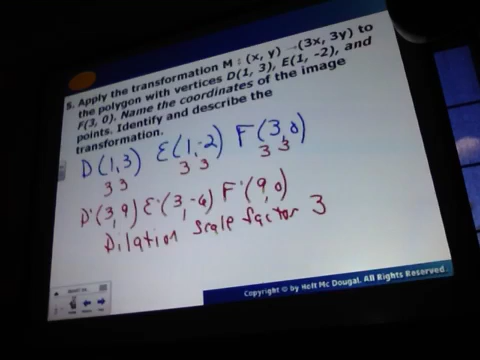 5. Apply the transformation M : (x, y) →(3x, 3y) to
the polygon with vertices D(1, 3), E(1, -2), and
F(3, 0). Name the coordinates of the image
points. Identify and describe the
transformation.
D(1,3) E(1,-2) F(3,0)
3 3 3 3 3 3
D'(3,9) E'(3,-6) F'(9,0)
Dilation scale factor 3
Copyright © by Holt Mc Dougal. All Rights Reserved.